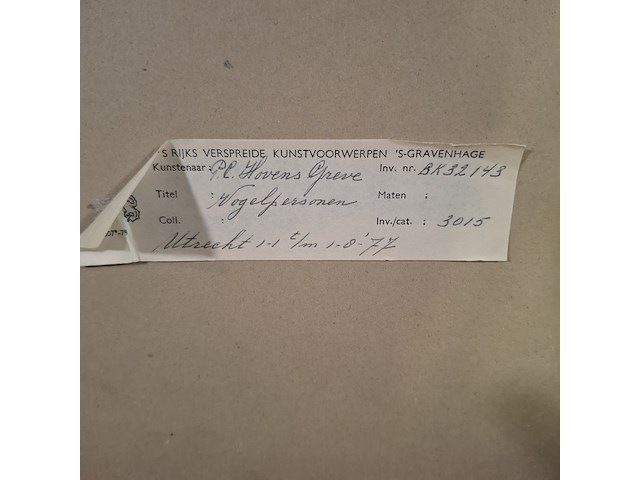 'S RIJKS VERSPREIDE KUNSTVOORWERPEN 'S-GRAVENHAGE
Kunstenaar : P.C. Hovens Greve Inv. nr. BK32143
Titel : Vogelpersonen Maten :
Coll. : Inv./cat. : 3015
Utrecht 1-1 t/m 1-8-'77